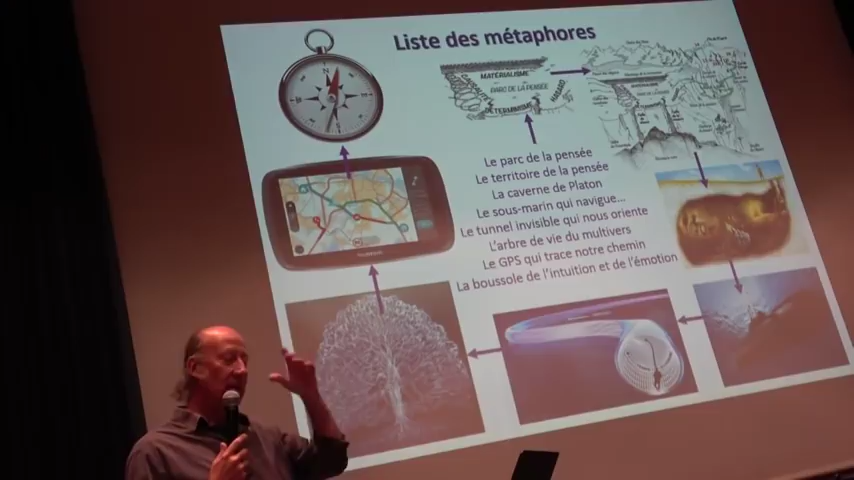 Liste des métaphores
MATÉRIALISME
CAUSALITÉ
PARC DE LA PENSÉE
HASARD
DÉTERMINISME
N
Le parc de la pensée
Le territoire de la pensée
La caverne de Platon
Le sous-marin qui navigue...
Le tunnel invisible qui nous oriente
L'arbre de vie du multivers
Le GPS qui trace notre chemin
La boussole de l'intuition et de l'émotion